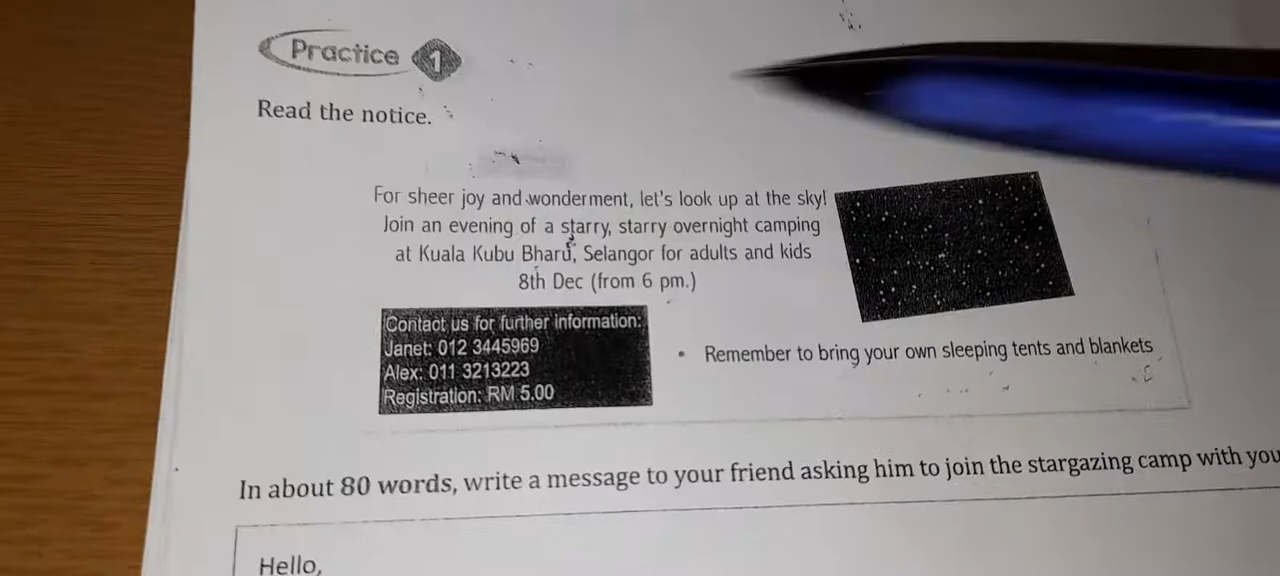 Practice 1
Read the notice.
For sheer joy and wonderment, let's look up at the sky!
Join an evening of a starry, starry overnight camping
at Kuala Kubu Bharu, Selangor for adults and kids
8th Dec (from 6 pm.)
Contact us for further information:
Janet: 012 3445969
Alex: 011 3213223
Registration: RM 5.00
• Remember to bring your own sleeping tents and blankets
In about 80 words, write a message to your friend asking him to join the stargazing camp with you
Hello,